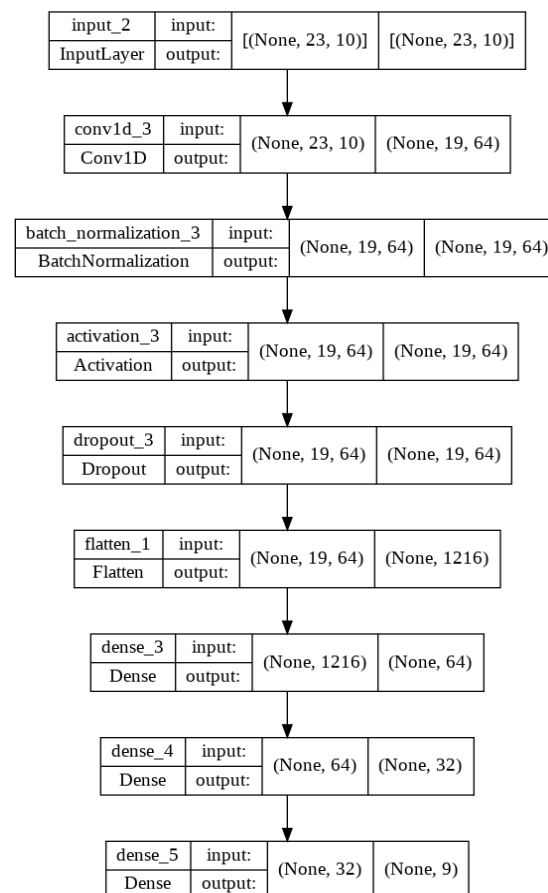 input_2 input: [(None, 23, 10)] [(None, 23, 10)]
InputLayer output:
conv1d_3 input: (None, 23, 10) (None, 19, 64)
Conv1D output:
batch_normalization_3 input: (None, 19, 64) (None, 19, 64)
BatchNormalization output:
activation_3 input: (None, 19, 64) (None, 19, 64)
Activation output:
dropout_3 input: (None, 19, 64) (None, 19, 64)
Dropout output:
flatten_1 input: (None, 19, 64) (None, 1216)
Flatten output:
dense_3 input: (None, 1216) (None, 64)
Dense output:
dense_4 input: (None, 64) (None, 32)
Dense output:
dense_5 input: (None, 32) (None, 9)
Dense output: